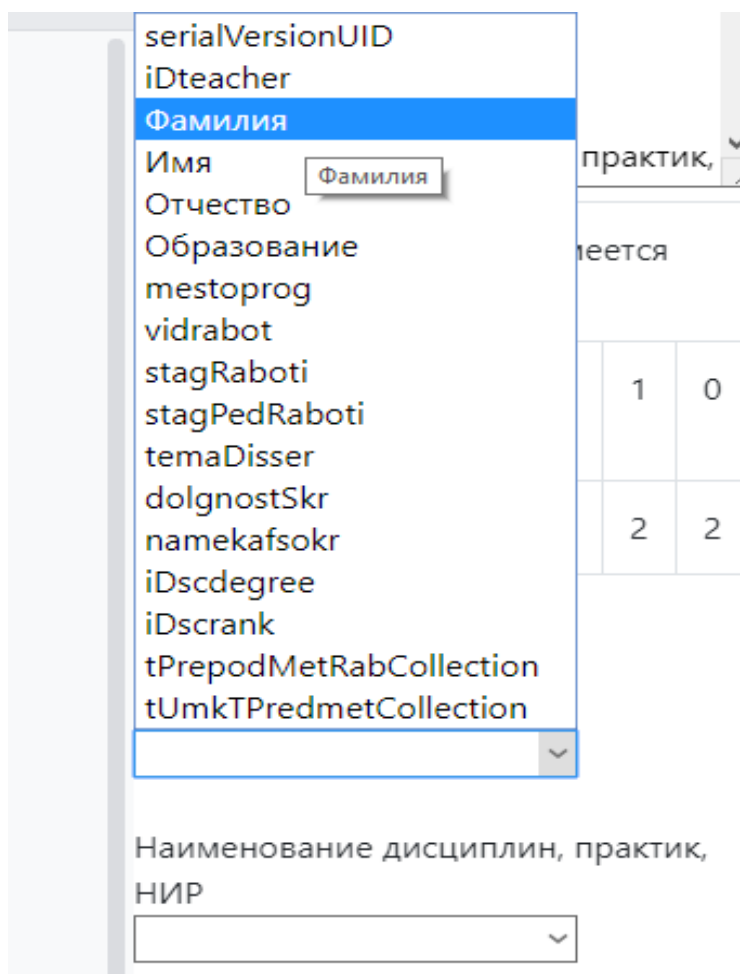 serialVersionUID
iDteacher
Фамилия
Имя
Фамилия
практик,
Отчество
Образование
меется
mestoprog
vidrabot
stagRaboti
1 0
stagPedRaboti
temaDisser
dolgnostSkr
namekafsokr
2 2
iDscdegree
iDscrank
tPrepodMetRabCollection
tUmkTPredmetCollection
Наименование дисциплин, практик,
НИР